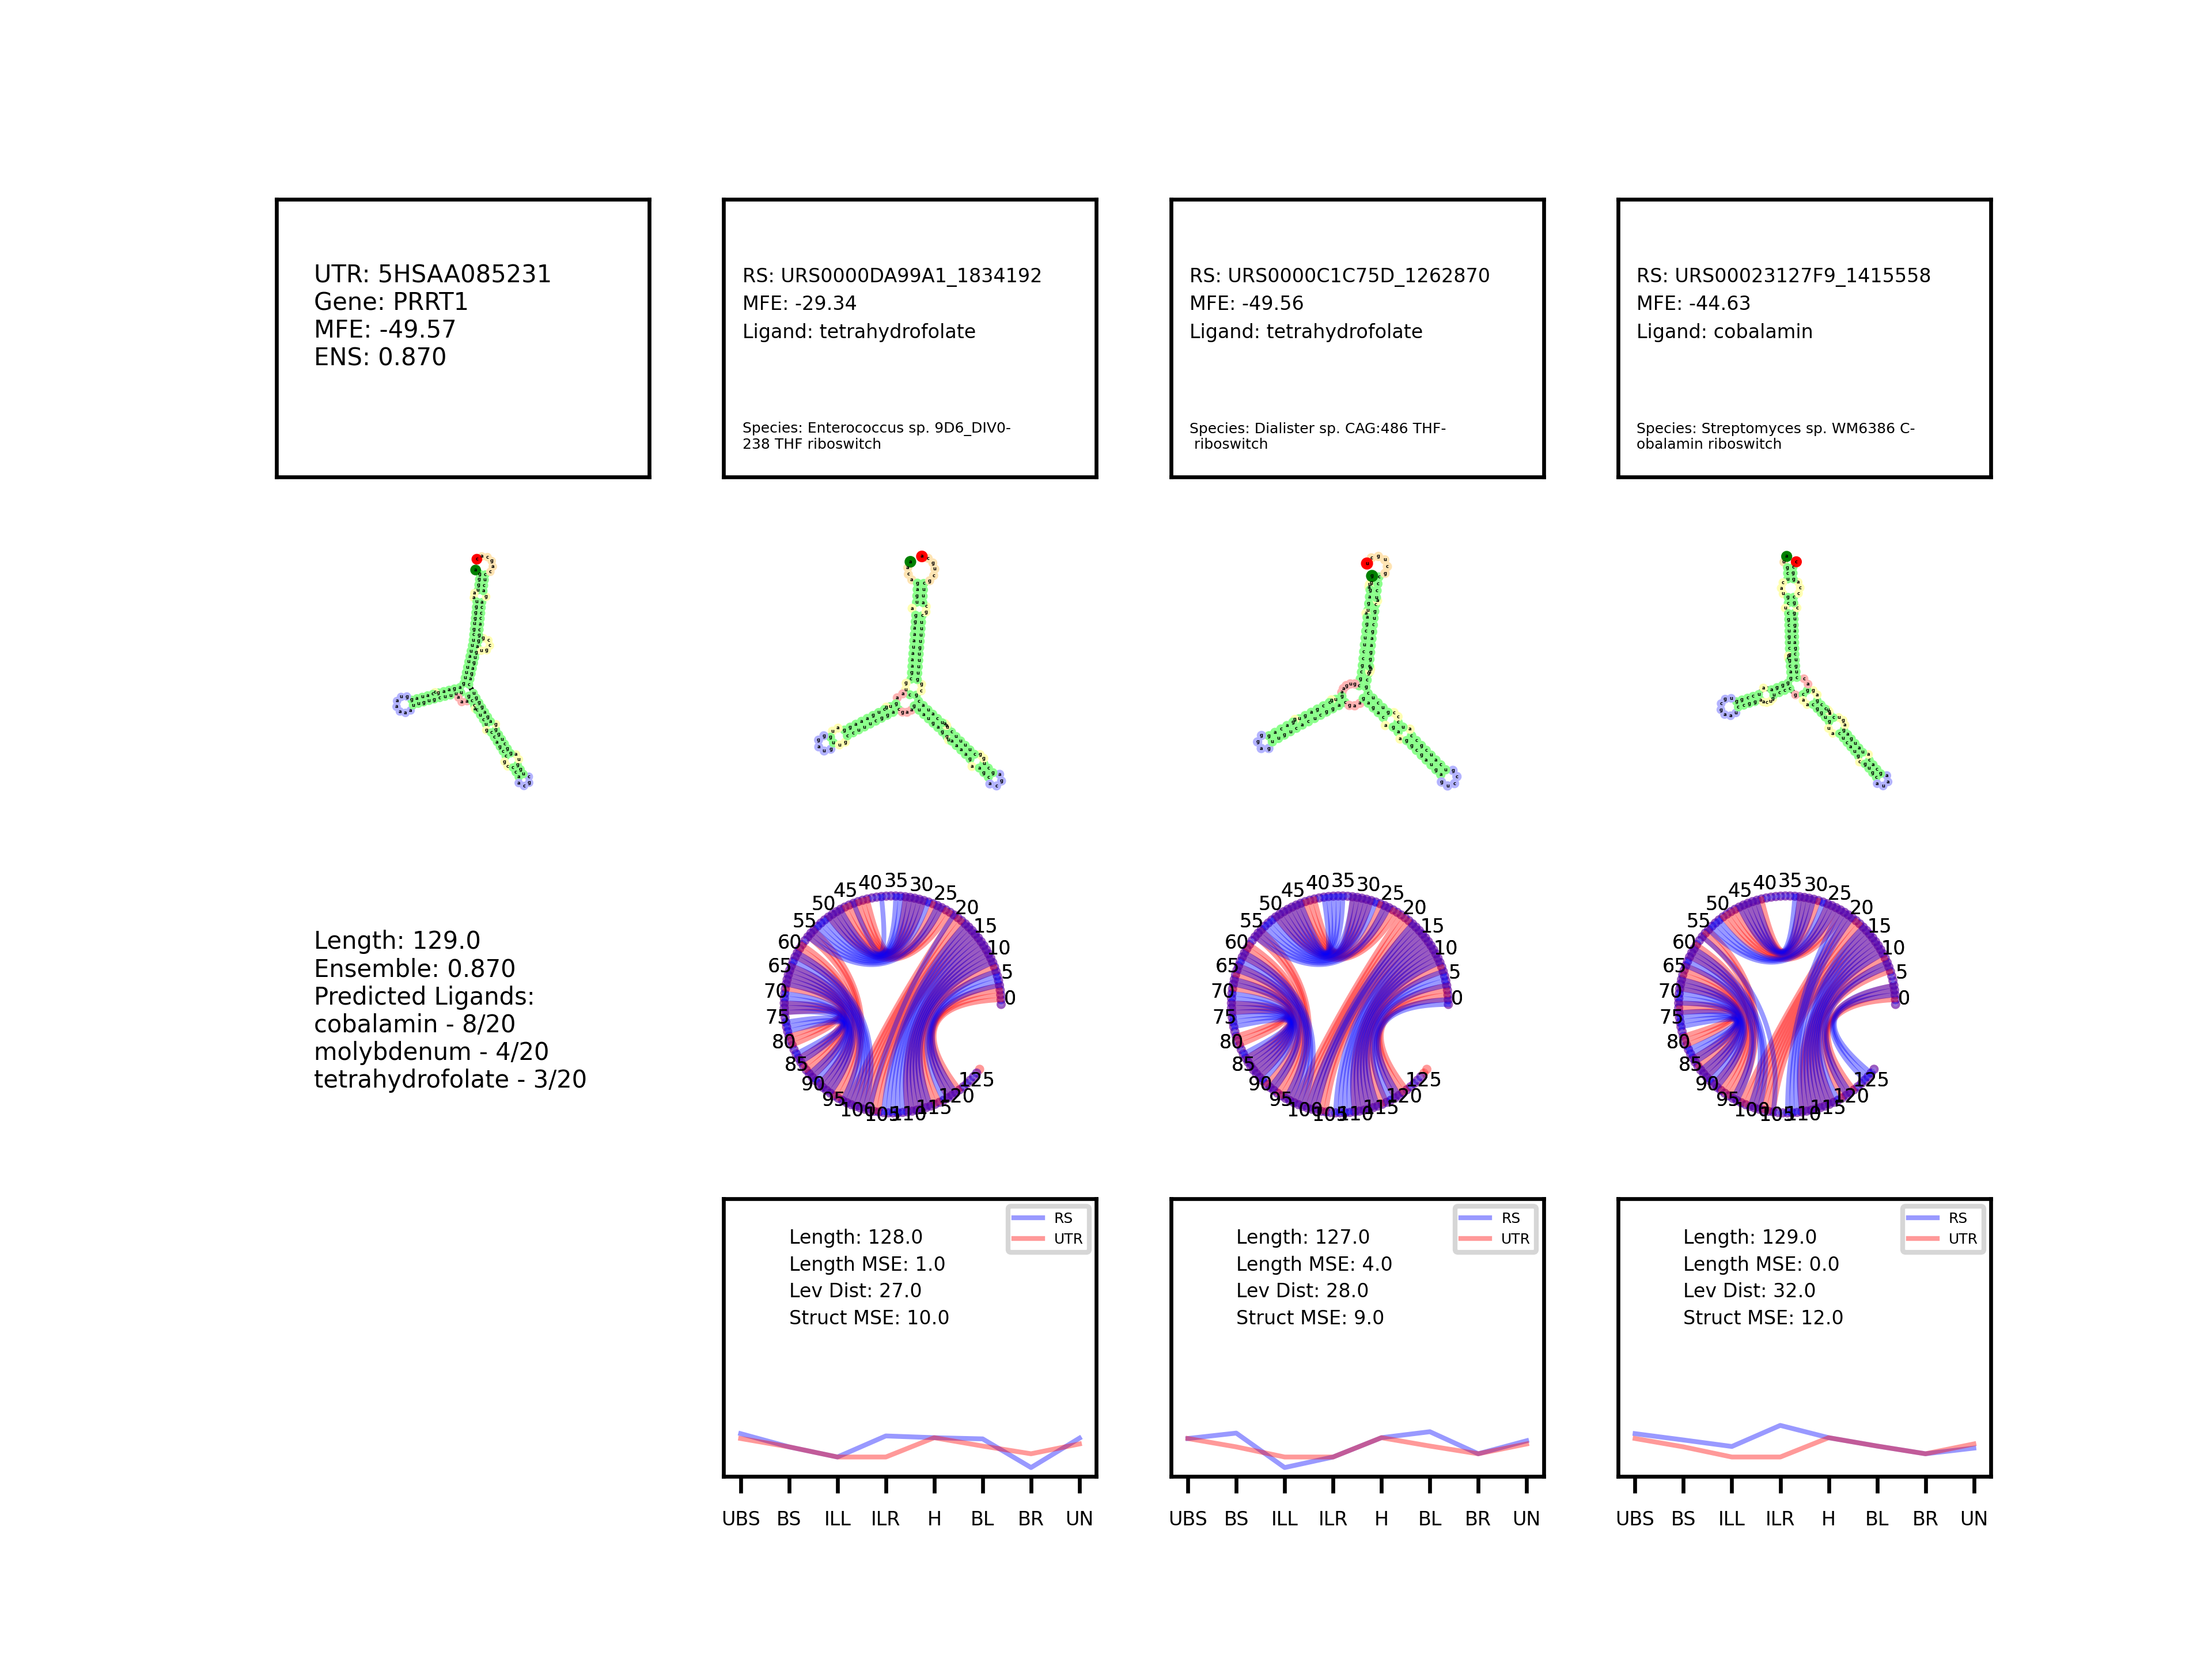 UTR: 5HSAA085231
Gene: PRRT1
MFE: -49.57
ENS: 0.870
RS: URS0000DA99A1_1834192
MFE: -29.34
Ligand: tetrahydrofolate
Species: Enterococcus sp. 9D6_DIV0-
238 THF riboswitch
RS: URS0000C1C75D_1262870
MFE: -49.56
Ligand: tetrahydrofolate
Species: Dialister sp. CAG:486 THF-
riboswitch
RS: URS00023127F9_1415558
MFE: -44.63
Ligand: cobalamin
Species: Streptomyces sp. WM6386 C-
obalamin riboswitch
Length: 129.0
Ensemble: 0.870
Predicted Ligands:
cobalamin - 8/20
molybdenum - 4/20
tetrahydrofolate - 3/20
0 5 10 15 20 25 30 35 40 45 50 55 60 65 70 75 80 85 90 95 100 105 110 115 120 125
0 5 10 15 20 25 30 35 40 45 50 55 60 65 70 75 80 85 90 95 100 105 110 115 120 125
0 5 10 15 20 25 30 35 40 45 50 55 60 65 70 75 80 85 90 95 100 105 110 115 120 125
RS
UTR
Length: 128.0
Length MSE: 1.0
Lev Dist: 27.0
Struct MSE: 10.0
UBS BS ILL ILR H BL BR UN
RS
UTR
Length: 127.0
Length MSE: 4.0
Lev Dist: 28.0
Struct MSE: 9.0
UBS BS ILL ILR H BL BR UN
RS
UTR
Length: 129.0
Length MSE: 0.0
Lev Dist: 32.0
Struct MSE: 12.0
UBS BS ILL ILR H BL BR UN